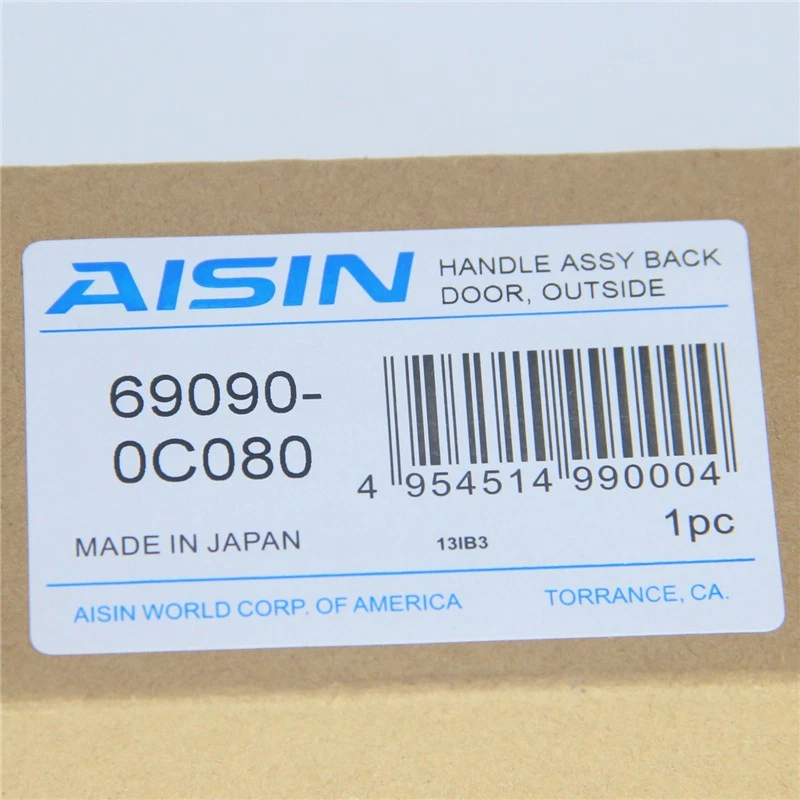 AISIN
HANDLE ASSY BACK
DOOR, OUTSIDE
69090-
0C080
4 954514 990004
MADE IN JAPAN
13IB3
1pc
AISIN WORLD CORP. OF AMERICA
TORRANCE, CA.